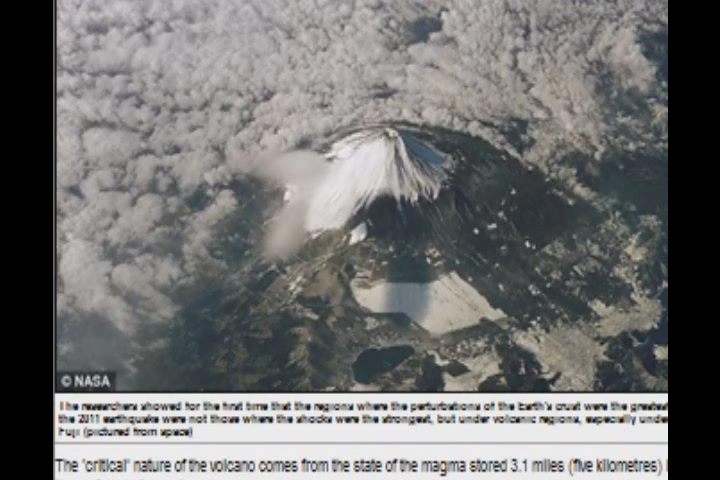 © NASA
The researchers showed for the first time that the regions where the perturbations of the Earth's crust were the greatest
the 2011 earthquake were not those where the shocks were the strongest, but under volcanic regions, especially under
Fuji (pictured from space)
The 'critical' nature of the volcano comes from the state of the magma stored 3.1 miles (five kilometres)